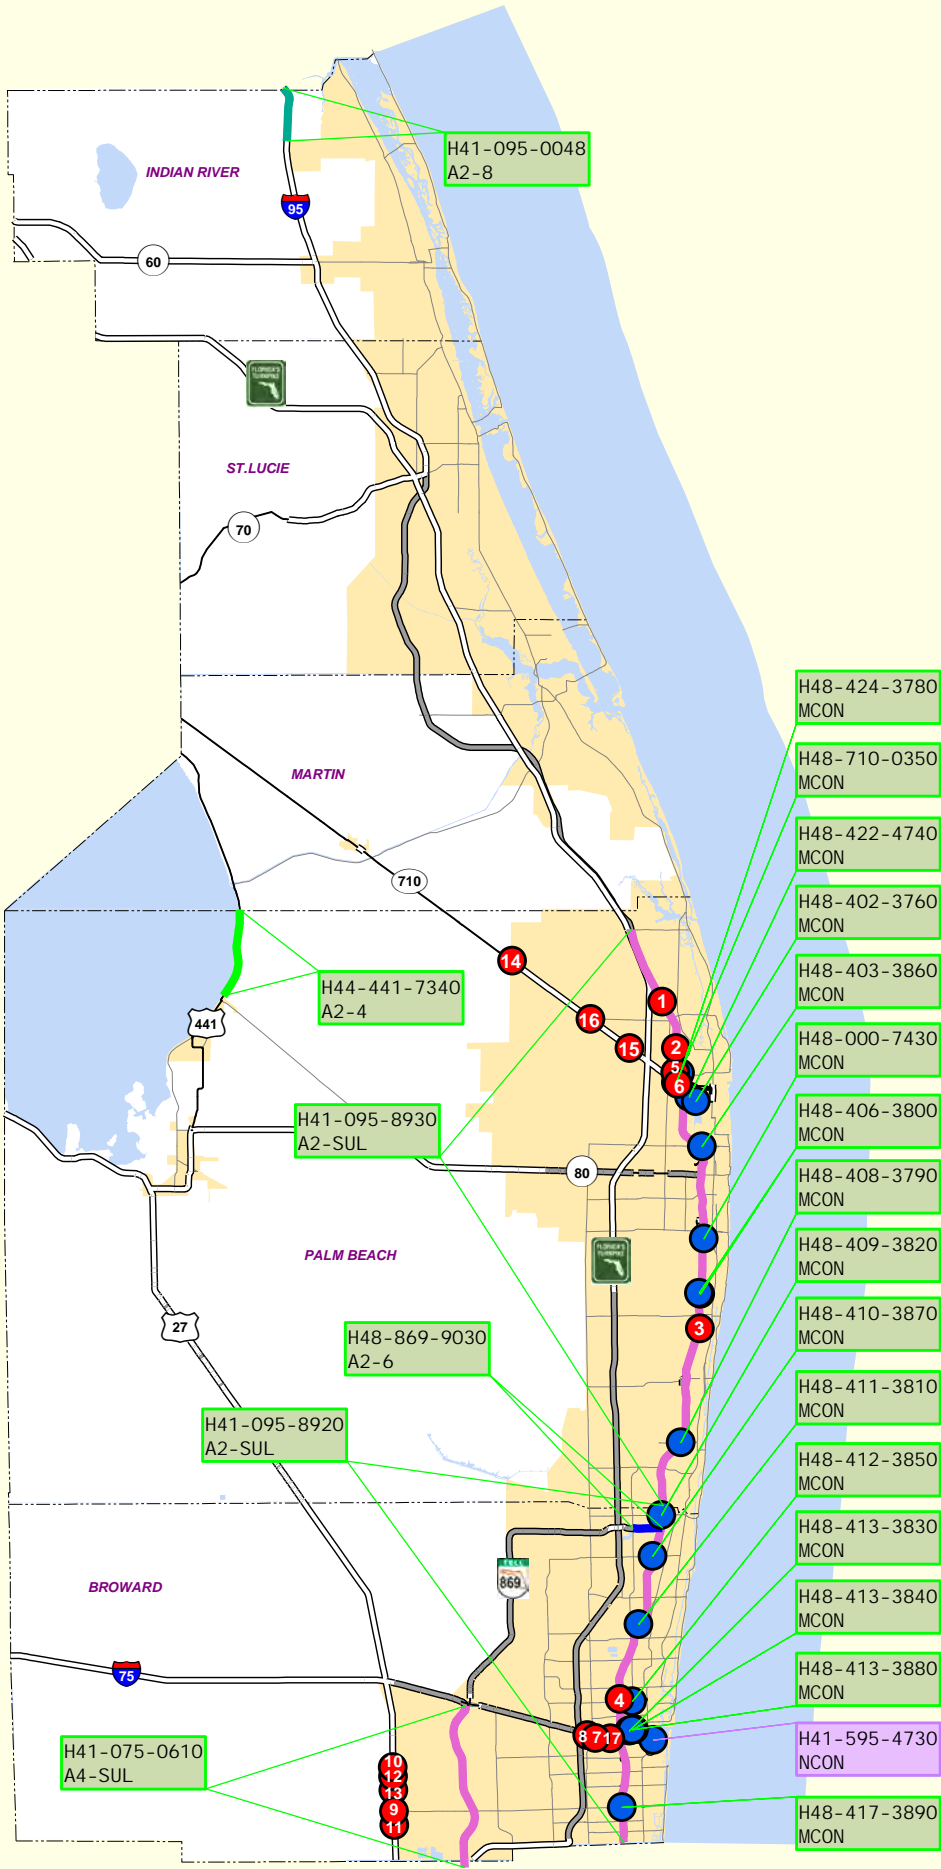 H41-095-0048
A2-8
INDIAN RIVER
95
60
FLORIDA'S
TURNPIKE
ST.LUCIE
70
H48-424-3780
MCON
H48-710-0350
MCON
MARTIN
H48-422-4740
MCON
710
H48-402-3760
MCON
14
H48-403-3860
MCON
H44-441-7340
A2-4
1
16
441
15
2
H48-000-7430
MCON
5
6
H41-095-8930
A2-SUL
H48-406-3800
MCON
80
H48-408-3790
MCON
PALM BEACH
FLORIDA'S
TURNPIKE
H48-409-3820
MCON
27
3
H48-869-9030
A2-6
H48-410-3870
MCON
H48-411-3810
MCON
H41-095-8920
A2-SUL
H48-412-3850
MCON
H48-413-3830
MCON
BROWARD
TOLL
869
H48-413-3840
MCON
75
H48-413-3880
MCON
4
H41-075-0610
A4-SUL
8
7
17
H41-595-4730
NCON
10
12
13
9
11
H48-417-3890
MCON